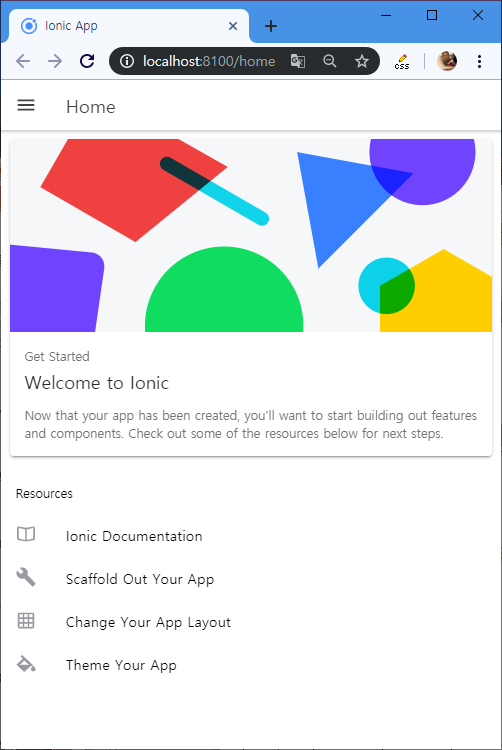 Ionic App
localhost:8100/home
css
Home
Get Started
Welcome to Ionic
Now that your app has been created, you'll want to start building out features
and components. Check out some of the resources below for next steps.
Resources
Ionic Documentation
Scaffold Out Your App
Change Your App Layout
Theme Your App